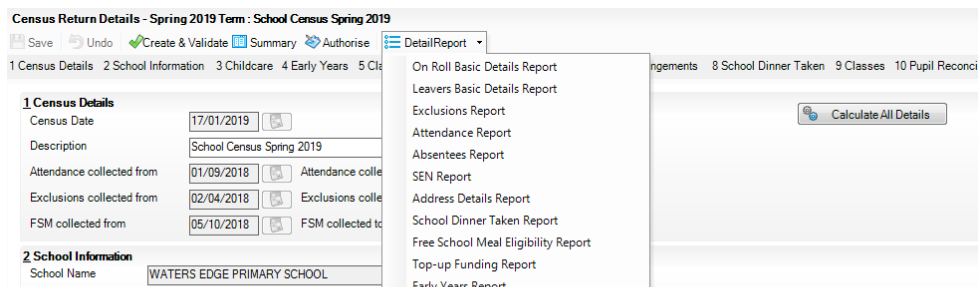 Census Return Details - Spring 2019 Term : School Census Spring 2019
Save Undo Create & Validate Summary Authorise DetailReport
1 Census Details 2 School Information 3 Childcare 4 Early Years 5 Cla
ngements 8 School Dinner Taken 9 Classes 10 Pupil Reconci
On Roll Basic Details Report
Leavers Basic Details Report
Exclusions Report
Attendance Report
Absentees Report
SEN Report
Address Details Report
School Dinner Taken Report
Free School Meal Eligibility Report
Top-up Funding Report
Early Years Report
1 Census Details
Census Date 17/01/2019
Calculate All Details
Description School Census Spring 2019
Attendance collected from 01/09/2018 Attendance colle
Exclusions collected from 02/04/2018 Exclusions colle
FSM collected from 05/10/2018 FSM collected to
2 School Information
School Name WATERS EDGE PRIMARY SCHOOL